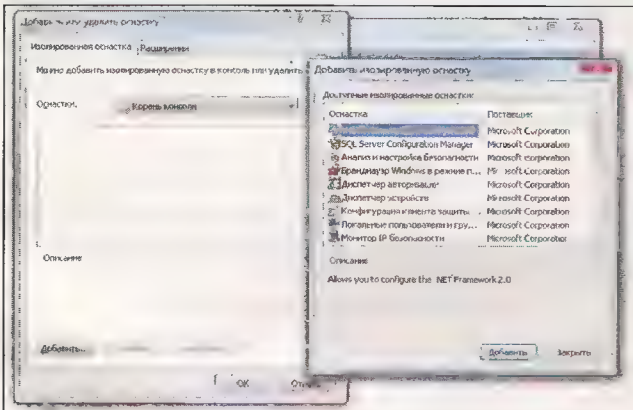 Добавить или удалить оснастку
Изолированная оснастка Расширения
Можно добавить изолированную оснастку в консоль или удалить
Оснастки: Корень консоли
Описание
Добавить...
ОК
Добавить изолированную оснастку
Доступные изолированные оснастки:
Оснастка Поставщик
Microsoft Corporation
SQL Server Configuration Manager Microsoft Corporation
Анализ и настройка безопасности Microsoft Corporation
Брандмауэр Windows в режиме п... Microsoft Corporation
Диспетчер авторизации Microsoft Corporation
Диспетчер устройств Microsoft Corporation
Конфигурация клиента защиты Microsoft Corporation
Локальные пользователи и гру... Microsoft Corporation
Монитор IP безопасности Microsoft Corporation
Описание
Allows you to configure the .NET Framework 2.0
Добавить Закрыть